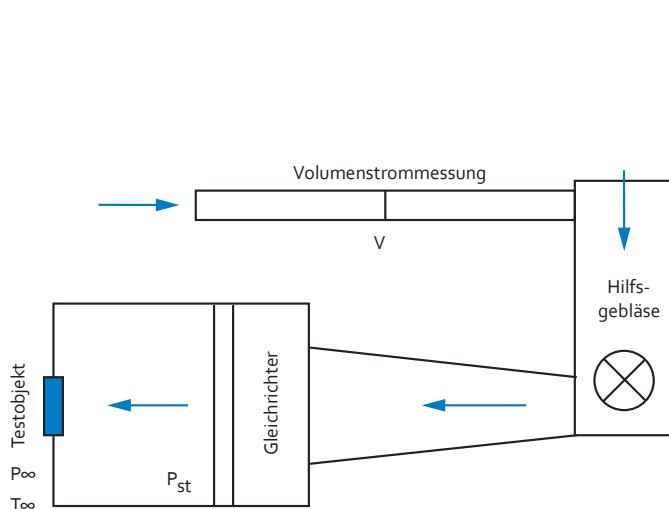 Volumenstrommessung
V
Hilfs-
gebläse
Testobjekt
Gleichrichter
P∞
Pst
T∞